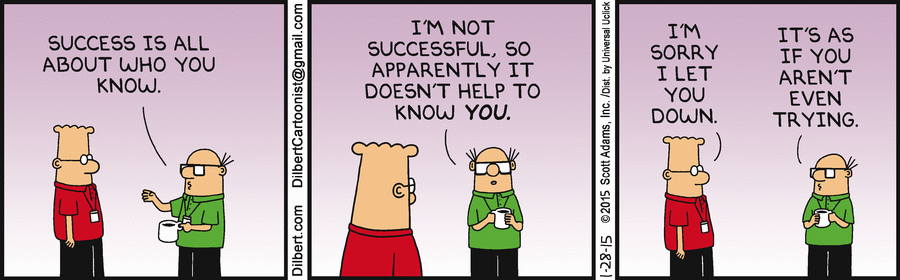 SUCCESS IS ALL
ABOUT WHO YOU
KNOW.
Dilbert.com DilbertCartoonist@gmail.com
I'M NOT
SUCCESSFUL, SO
APPARENTLY IT
DOESN'T HELP TO
KNOW YOU.
1-28-15 ©2015 Scott Adams, Inc. /Dist. by Universal Uclick
I'M
SORRY
I LET
YOU
DOWN.
IT'S AS
IF YOU
AREN'T
EVEN
TRYING.